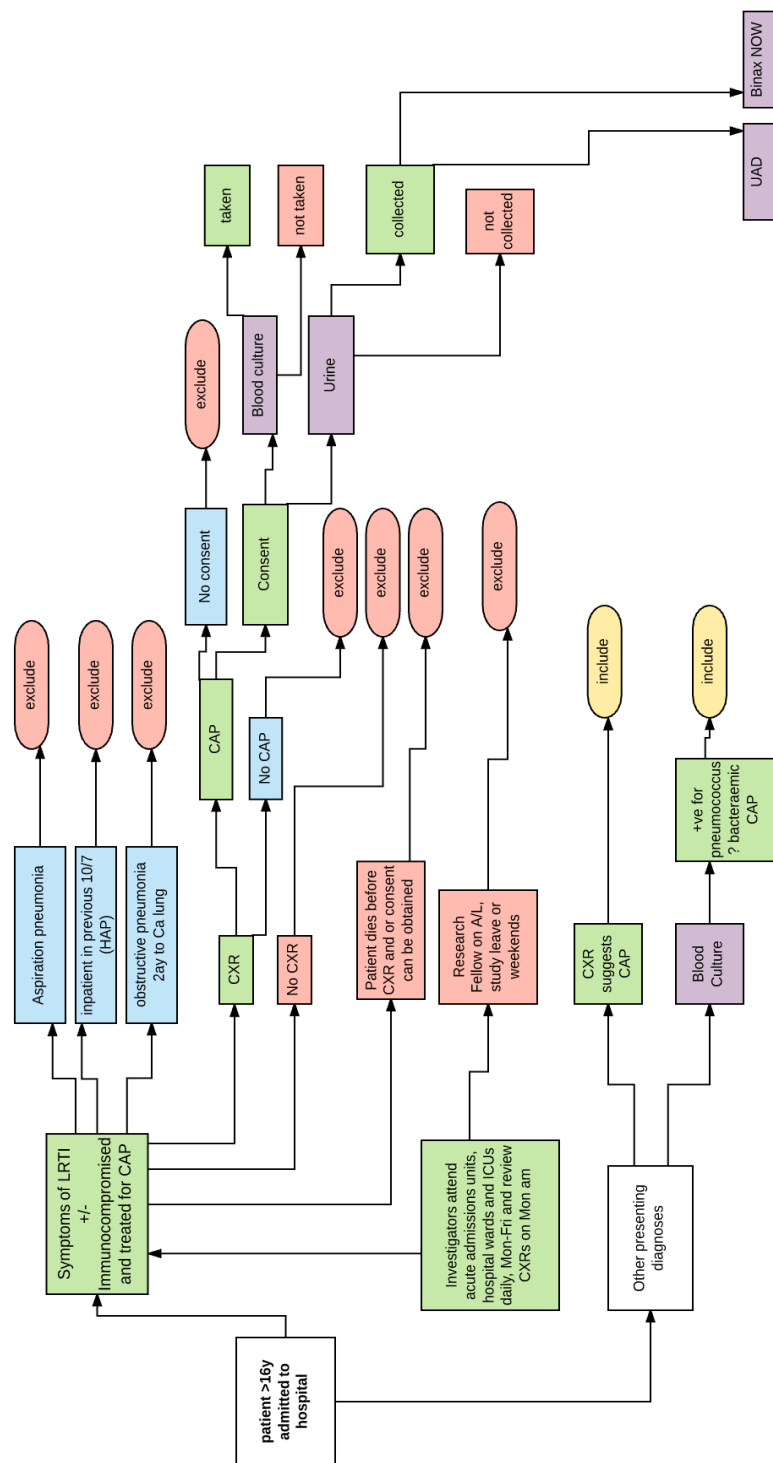 patient >16y
admitted to
hospital
Symptoms of LRTI
+/-
Immunocompromised
and treated for CAP
Investigators attend
acute admissions units,
hospital wards and ICUs
daily, Mon-Fri and review
CXRs on Mon am
Other presenting
diagnoses
Aspiration pneumonia
inpatient in previous 10/7
(HAP)
obstructive pneumonia
2ay to Ca lung
CXR
No CXR
Patient dies before
CXR and or consent
can be obtained
Research
Fellow on A/L,
study leave or
weekends
CXR
suggests
CAP
Blood
Culture
+ve for
pneumococcus
? bacteraemic
CAP
exclude
exclude
exclude
CAP
No CAP
No consent
Consent
exclude
exclude
exclude
exclude
include
include
exclude
Blood culture
Urine
taken
not taken
collected
not
collected
UAD
Binax NOW